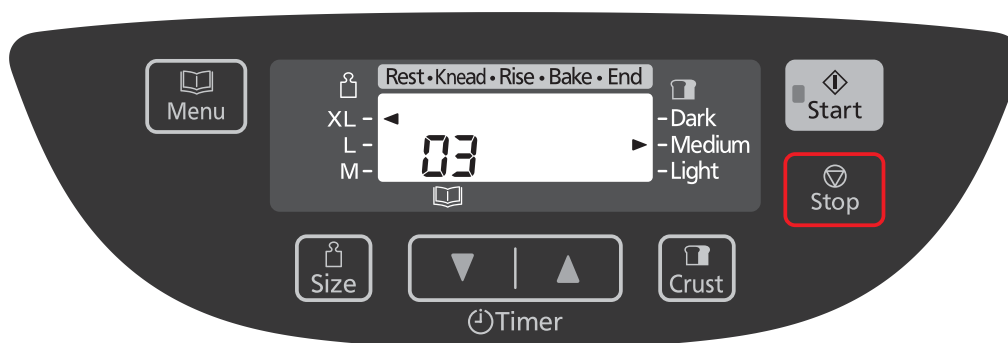 Menu
Rest • Knead • Rise • Bake • End
XL
L
M
03
Dark
Medium
Light
Start
Stop
Size
Timer
Crust